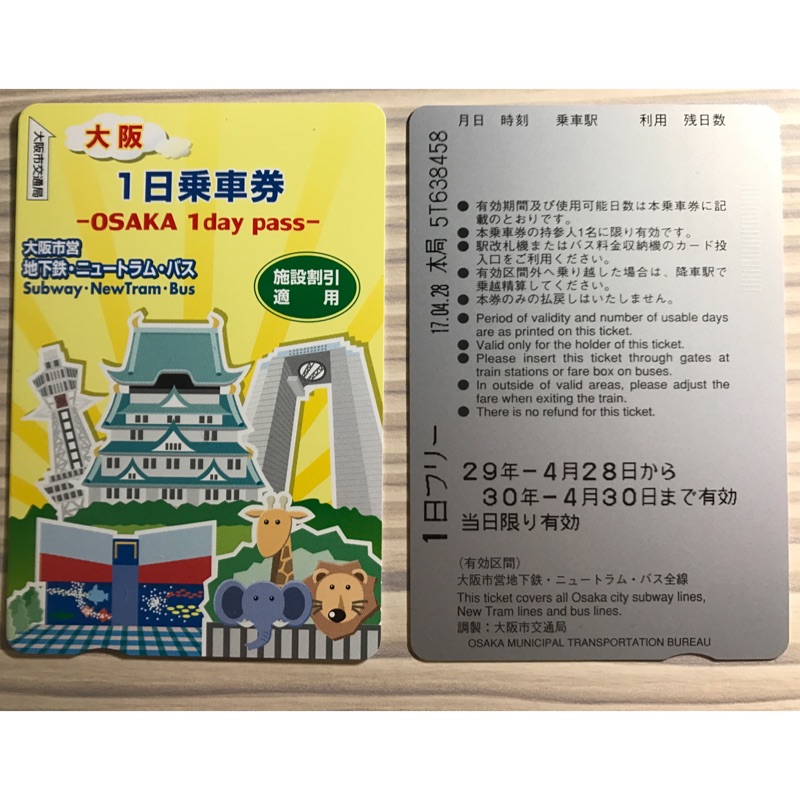 大阪市交通局
大阪
1日乗車券
-OSAKA 1day pass-
大阪市営
地下鉄・ニュートラム・バス
Subway・NewTram・Bus
施設割引
適 用
月日 時刻 乗車駅 利用 残日数
1日フリー 17.04.28 木局 5T638458
● 有効期間及び使用可能日数は本乗車券に記
載のとおりです。
● 本乗車券の持参人1名に限り有効です。
● 駅改札機またはバス料金収納機のカード投
入口をご利用ください。
● 有効区間外へ乗り越した場合は、降車駅で
乗越精算してください。
● 本券のみの払戻しはいたしません。
● Period of validity and number of usable days
are as printed on this ticket.
● Valid only for the holder of this ticket.
● Please insert this ticket through gates at
train stations or fare box on buses.
● In outside of valid areas, please adjust the
fare when exiting the train.
● There is no refund for this ticket.
29年-4月28日から
30年-4月30日まで有効
当日限り有効
(有効区間)
大阪市営地下鉄・ニュートラム・バス全線
This ticket covers all Osaka city subway lines,
New Tram lines and bus lines.
調製:大阪市交通局
OSAKA MUNICIPAL TRANSPORTATION BUREAU